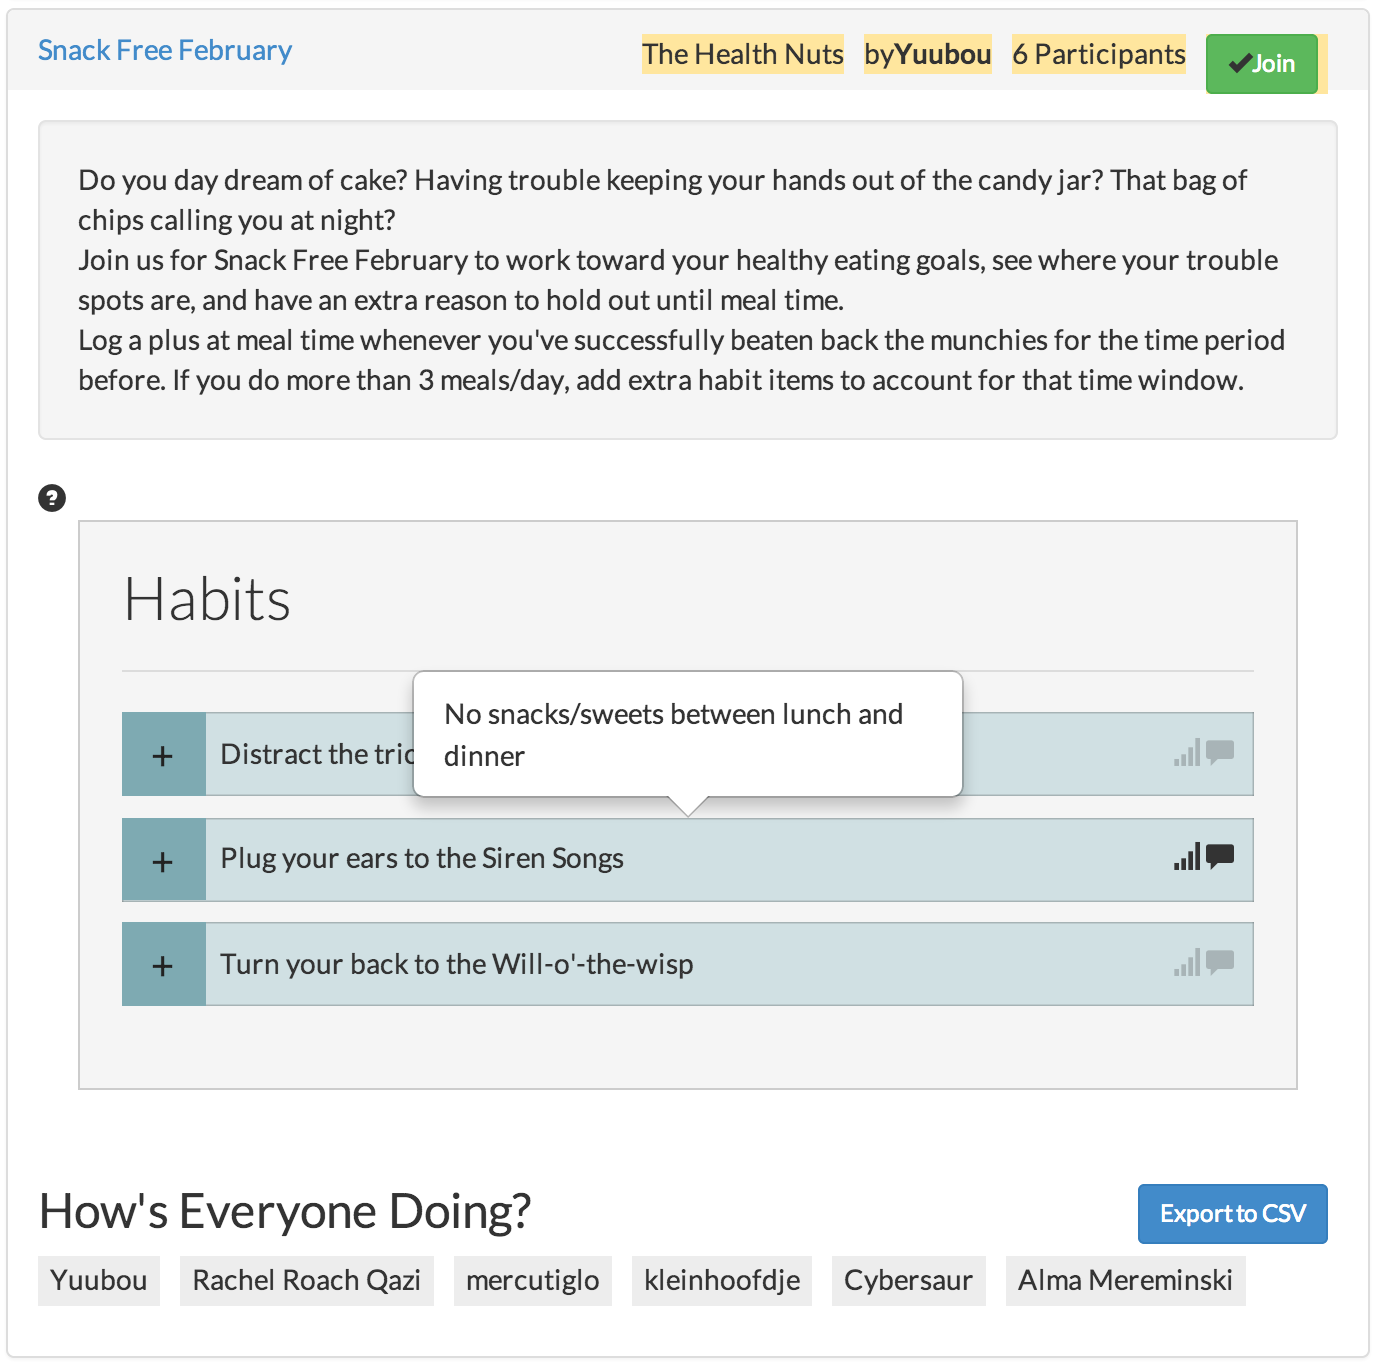 Snack Free February
The Health Nuts byYuubou 6 Participants Join
Do you day dream of cake? Having trouble keeping your hands out of the candy jar? That bag of
chips calling you at night?
Join us for Snack Free February to work toward your healthy eating goals, see where your trouble
spots are, and have an extra reason to hold out until meal time.
Log a plus at meal time whenever you've successfully beaten back the munchies for the time period
before. If you do more than 3 meals/day, add extra habit items to account for that time window.
?
Habits
No snacks/sweets between lunch and
dinner
+ Distract the
+ Plug your ears to the Siren Songs
+ Turn your back to the Will-o'-the-wisp
How's Everyone Doing?
Export to CSV
Yuubou Rachel Roach Qazi mercutiglo kleinhoofdje Cybersaur Alma Mereminski